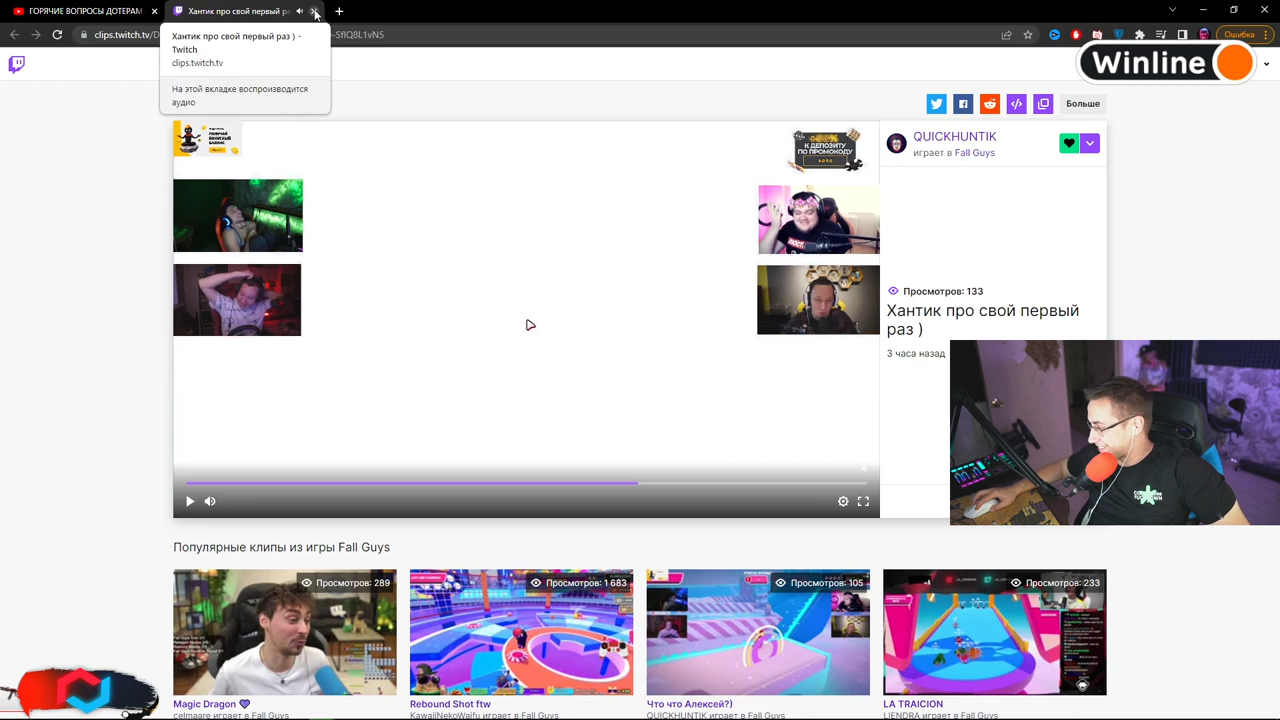 ГОРЯЧИЕ ВОПРОСЫ ДОТЕРАМ
Хантик про свой первый ра
clips.twitch.tv/D
-SfIQ8L1vN5
Ошибка
Хантик про свой первый раз ) -
Twitch
clips.twitch.tv
На этой вкладке воспроизводится
аудио
Winline
Больше
К ДЕПОЗИТУ
ПО ПРОМОКОДУ
QUICKHUNTIK
играет в Fall Guys
Просмотров: 133
Хантик про свой первый
раз )
3 часа назад
Популярные клипы из игры Fall Guys
Просмотров: 289
Просмотров: 1 683
Просмотров: 105
Просмотров: 233
Magic Dragon 💜
Rebound Shot ftw
Что что Алексей?)
LA TRAICION
celmaare играет в Fall Guys
KawaiiNekoWaifu играет в Fall Guys
QUICKHUNTIK играет в Fall Guys
LIENDRA играет в Fall Guys